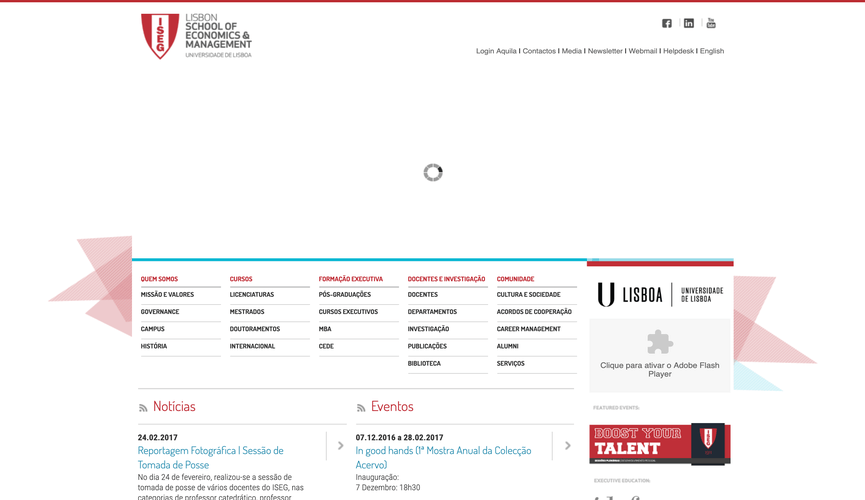 LISBON
SCHOOL OF
ECONOMICS &
MANAGEMENT
UNIVERSIDADE DE LISBOA
ISEG
You
Tube
Login Aquila | Contactos | Media | Newsletter | Webmail | Helpdesk | English
QUEM SOMOS
MISSÃO E VALORES
GOVERNANCE
CAMPUS
HISTÓRIA
CURSOS
LICENCIATURAS
MESTRADOS
DOUTORAMENTOS
INTERNACIONAL
FORMAÇÃO EXECUTIVA
PÓS-GRADUAÇÕES
CURSOS EXECUTIVOS
MBA
CEDE
DOCENTES E INVESTIGAÇÃO
DOCENTES
DEPARTAMENTOS
INVESTIGAÇÃO
PUBLICAÇÕES
BIBLIOTECA
COMUNIDADE
CULTURA E SOCIEDADE
ACORDOS DE COOPERAÇÃO
CAREER MANAGEMENT
ALUMNI
SERVIÇOS
LISBOA
UNIVERSIDADE
DE LISBOA
Clique para ativar o Adobe Flash
Player
FEATURED EVENTS:
BOOST YOUR
TALENT
EXECUTIVE EDUCATION:
Notícias
24.02.2017
Reportagem Fotográfica | Sessão de
Tomada de Posse
No dia 24 de fevereiro, realizou-se a sessão de
tomada de posse de vários docentes do ISEG, nas
categorias de professor catedrático, professor
Eventos
07.12.2016 a 28.02.2017
In good hands (1ª Mostra Anual da Colecção
Acervo)
Inauguração:
7 Dezembro: 18h30